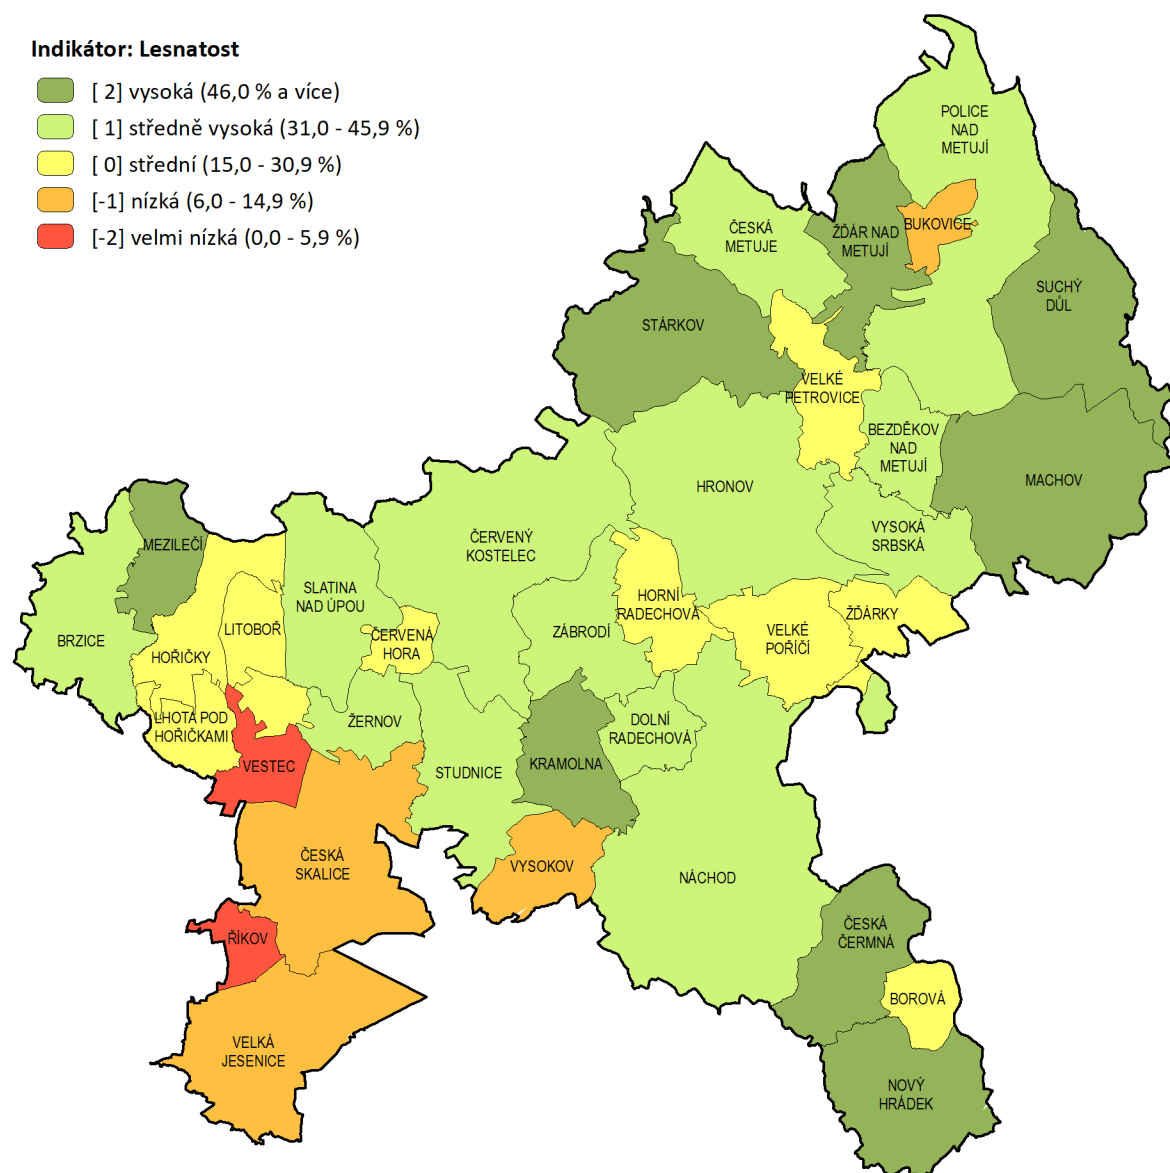 Indikátor: Lesnatost
[ 2] vysoká (46,0 % a více)
[ 1] středně vysoká (31,0 - 45,9 %)
[ 0] střední (15,0 - 30,9 %)
[-1] nízká (6,0 - 14,9 %)
[-2] velmi nízká (0,0 - 5,9 %)
POLICE
NAD
METUJÍ
BUKOVICE
ČESKÁ
METUJE
ŽĎÁR NAD
METUJÍ
SUCHÝ
DŮL
STÁRKOV
VELKÉ
PETROVICE
BEZDĚKOV
NAD
METUJÍ
MACHOV
HRONOV
VYSOKÁ
SRBSKÁ
ČERVENÝ
KOSTELEC
MEZILEČÍ
SLATINA
NAD ÚPOU
HORNÍ
RADECHOVÁ
ŽĎÁRKY
LITOBOŘ
ZÁBRODÍ
VELKÉ
POŘÍČÍ
BRZICE
ČERVENÁ
HORA
HOŘIČKY
LHOTA POD
HOŘIČKAMI
ŽERNOV
DOLNÍ
RADECHOVÁ
VESTEC
STUDNICE
KRAMOLNA
ČESKÁ
SKALICE
VYSOKOV
NÁCHOD
ŘÍKOV
ČESKÁ
ČERMNÁ
BOROVÁ
VELKÁ
JESENICE
NOVÝ
HRÁDEK